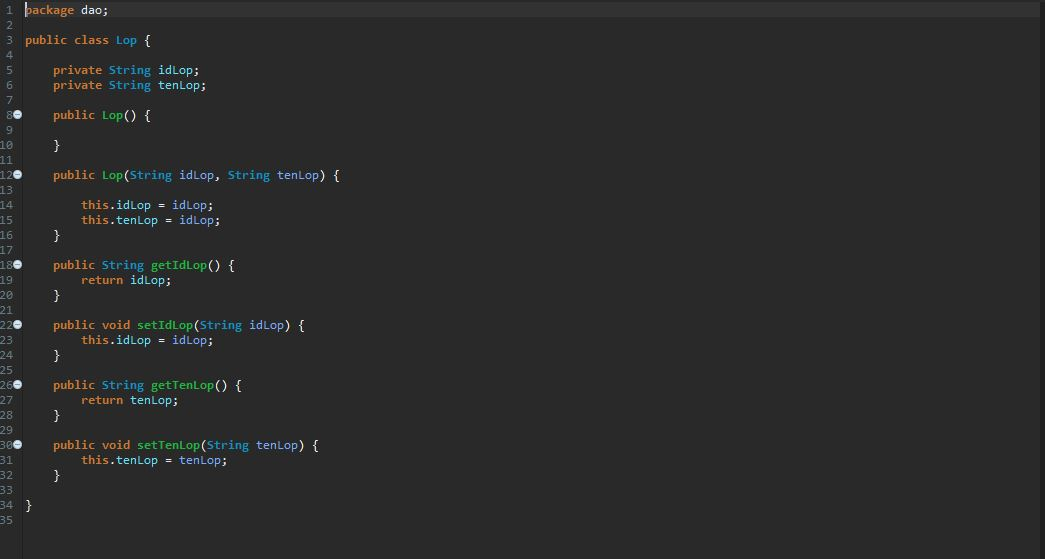 1 package dao;
2
3 public class Lop {
4
5     private String idLop;
6     private String tenLop;
7
8     public Lop() {
9
10     }
11
12     public Lop(String idLop, String tenLop) {
13
14         this.idLop = idLop;
15         this.tenLop = idLop;
16     }
17
18     public String getIdLop() {
19         return idLop;
20     }
21
22     public void setIdLop(String idLop) {
23         this.idLop = idLop;
24     }
25
26     public String getTenLop() {
27         return tenLop;
28     }
29
30     public void setTenLop(String tenLop) {
31         this.tenLop = tenLop;
32     }
33
34 }
35